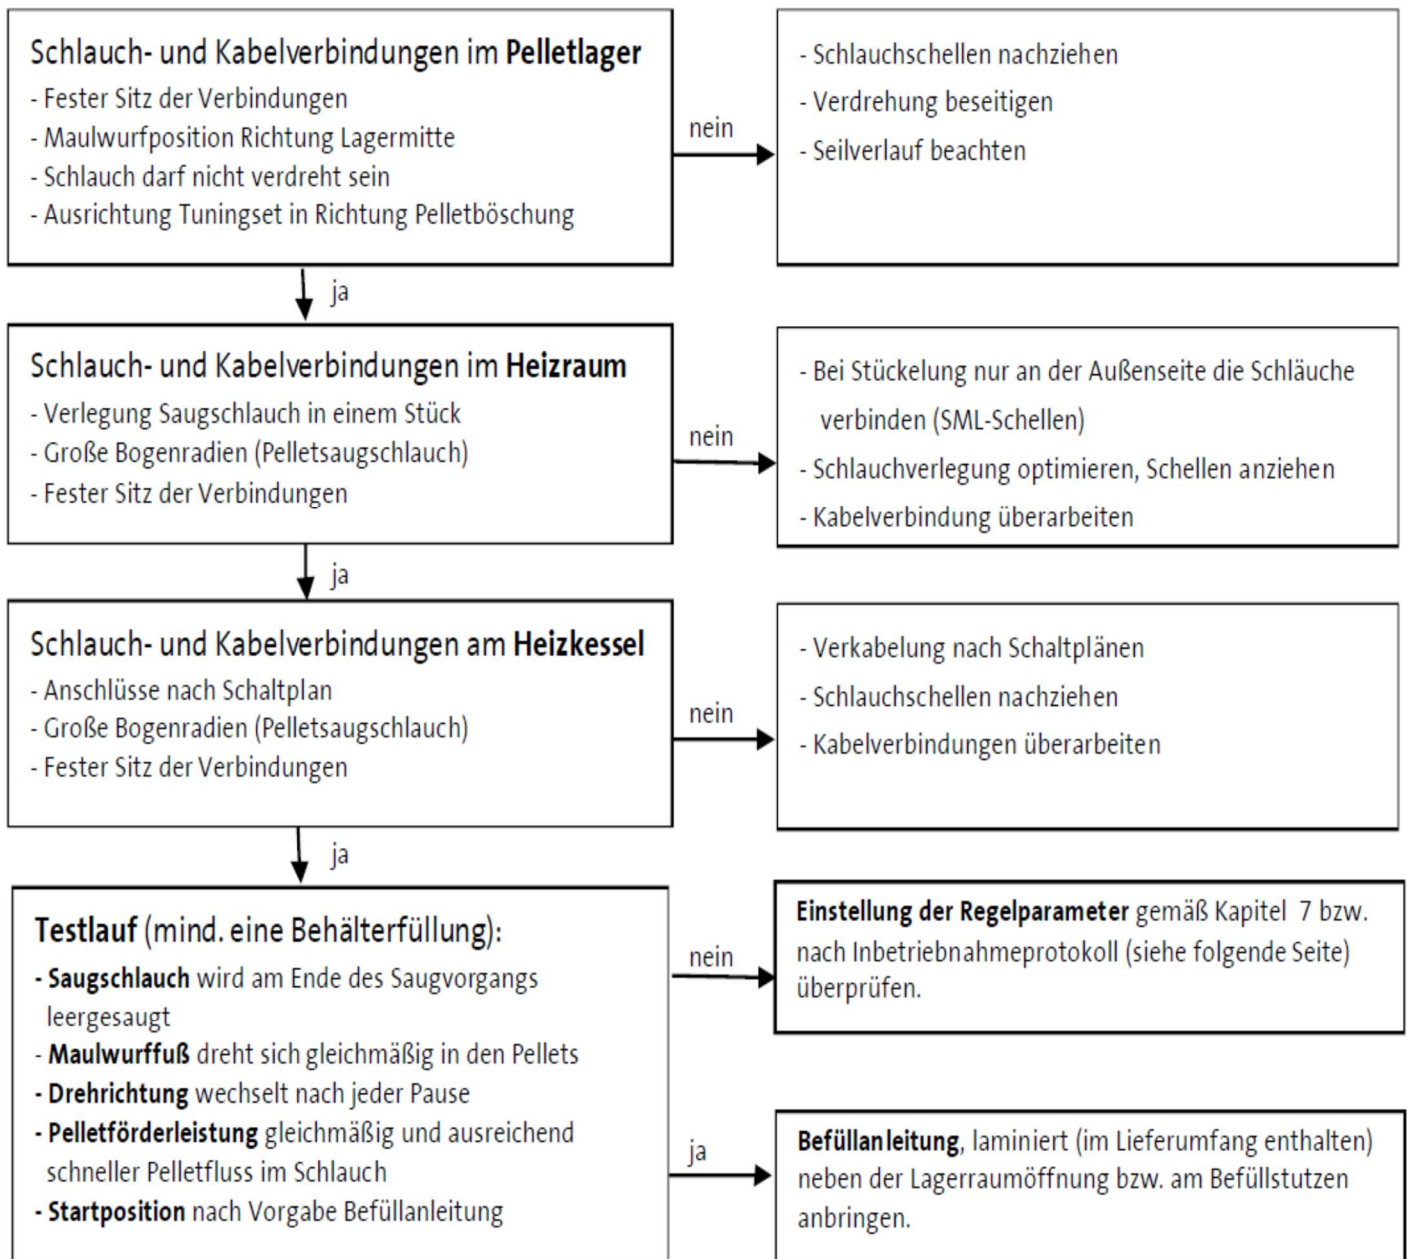 Schlauch- und Kabelverbindungen im Pelletlager
- Fester Sitz der Verbindungen
- Maulwurfposition Richtung Lagermitte
- Schlauch darf nicht verdreht sein
- Ausrichtung Tuningset in Richtung Pelletböschung
nein
- Schlauchschellen nachziehen
- Verdrehung beseitigen
- Seilverlauf beachten
ja
Schlauch- und Kabelverbindungen im Heizraum
- Verlegung Saugschlauch in einem Stück
- Große Bogenradien (Pelletsaugschlauch)
- Fester Sitz der Verbindungen
nein
- Bei Stückelung nur an der Außenseite die Schläuche
verbinden (SML-Schellen)
- Schlauchverlegung optimieren, Schellen anziehen
- Kabelverbindung überarbeiten
ja
Schlauch- und Kabelverbindungen am Heizkessel
- Anschlüsse nach Schaltplan
- Große Bogenradien (Pelletsaugschlauch)
- Fester Sitz der Verbindungen
nein
- Verkabelung nach Schaltplänen
- Schlauchschellen nachziehen
- Kabelverbindungen überarbeiten
ja
Testlauf (mind. eine Behälterfüllung):
- Saugschlauch wird am Ende des Saugvorgangs
leergesaugt
- Maulwurffuß dreht sich gleichmäßig in den Pellets
- Drehrichtung wechselt nach jeder Pause
- Pelletförderleistung gleichmäßig und ausreichend
schneller Pelletfluss im Schlauch
- Startposition nach Vorgabe Befüllanleitung
nein
Einstellung der Regelparameter gemäß Kapitel 7 bzw.
nach Inbetriebnahmeprotokoll (siehe folgende Seite)
überprüfen.
ja
Befüllanleitung, laminiert (im Lieferumfang enthalten)
neben der Lagerraumöffnung bzw. am Befüllstutzen
anbringen.